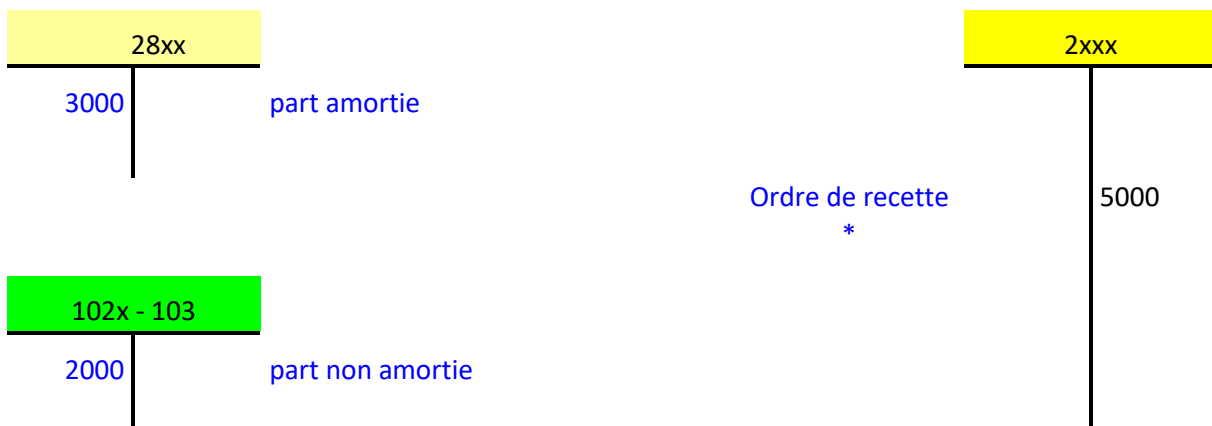 28xx
2xxx
3000
part amortie
Ordre de recette
*
5000
102x - 103
2000
part non amortie